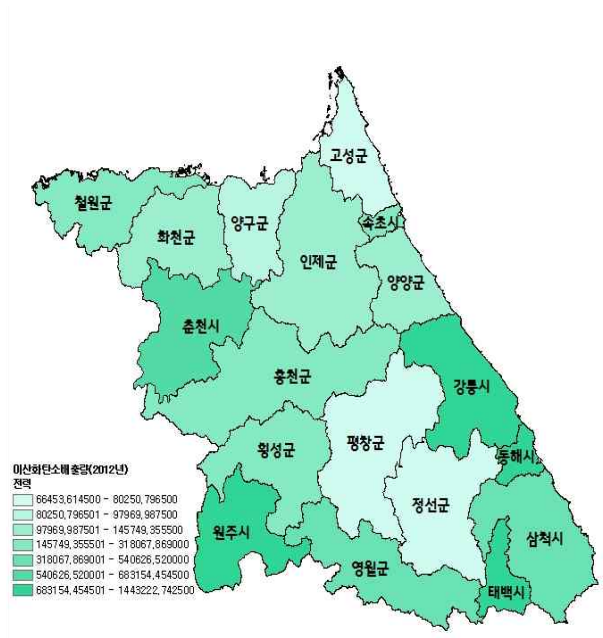 고성군
속초시
철원군
양구군
화천군
인제군
양양군
춘천시
강릉시
홍천군
평창군
횡성군
동해시
정선군
원주시
삼척시
영월군
태백시
이산화탄소배출량(2012년)
전력
66453,614500 - 80250,796500
80250,796501 - 97969,987500
97969,987501 - 145749,355500
145749,355501 - 318067,869000
318067,869001 - 540626,520000
540626,520001 - 683154,454500
683154,454501 - 1443222,742500